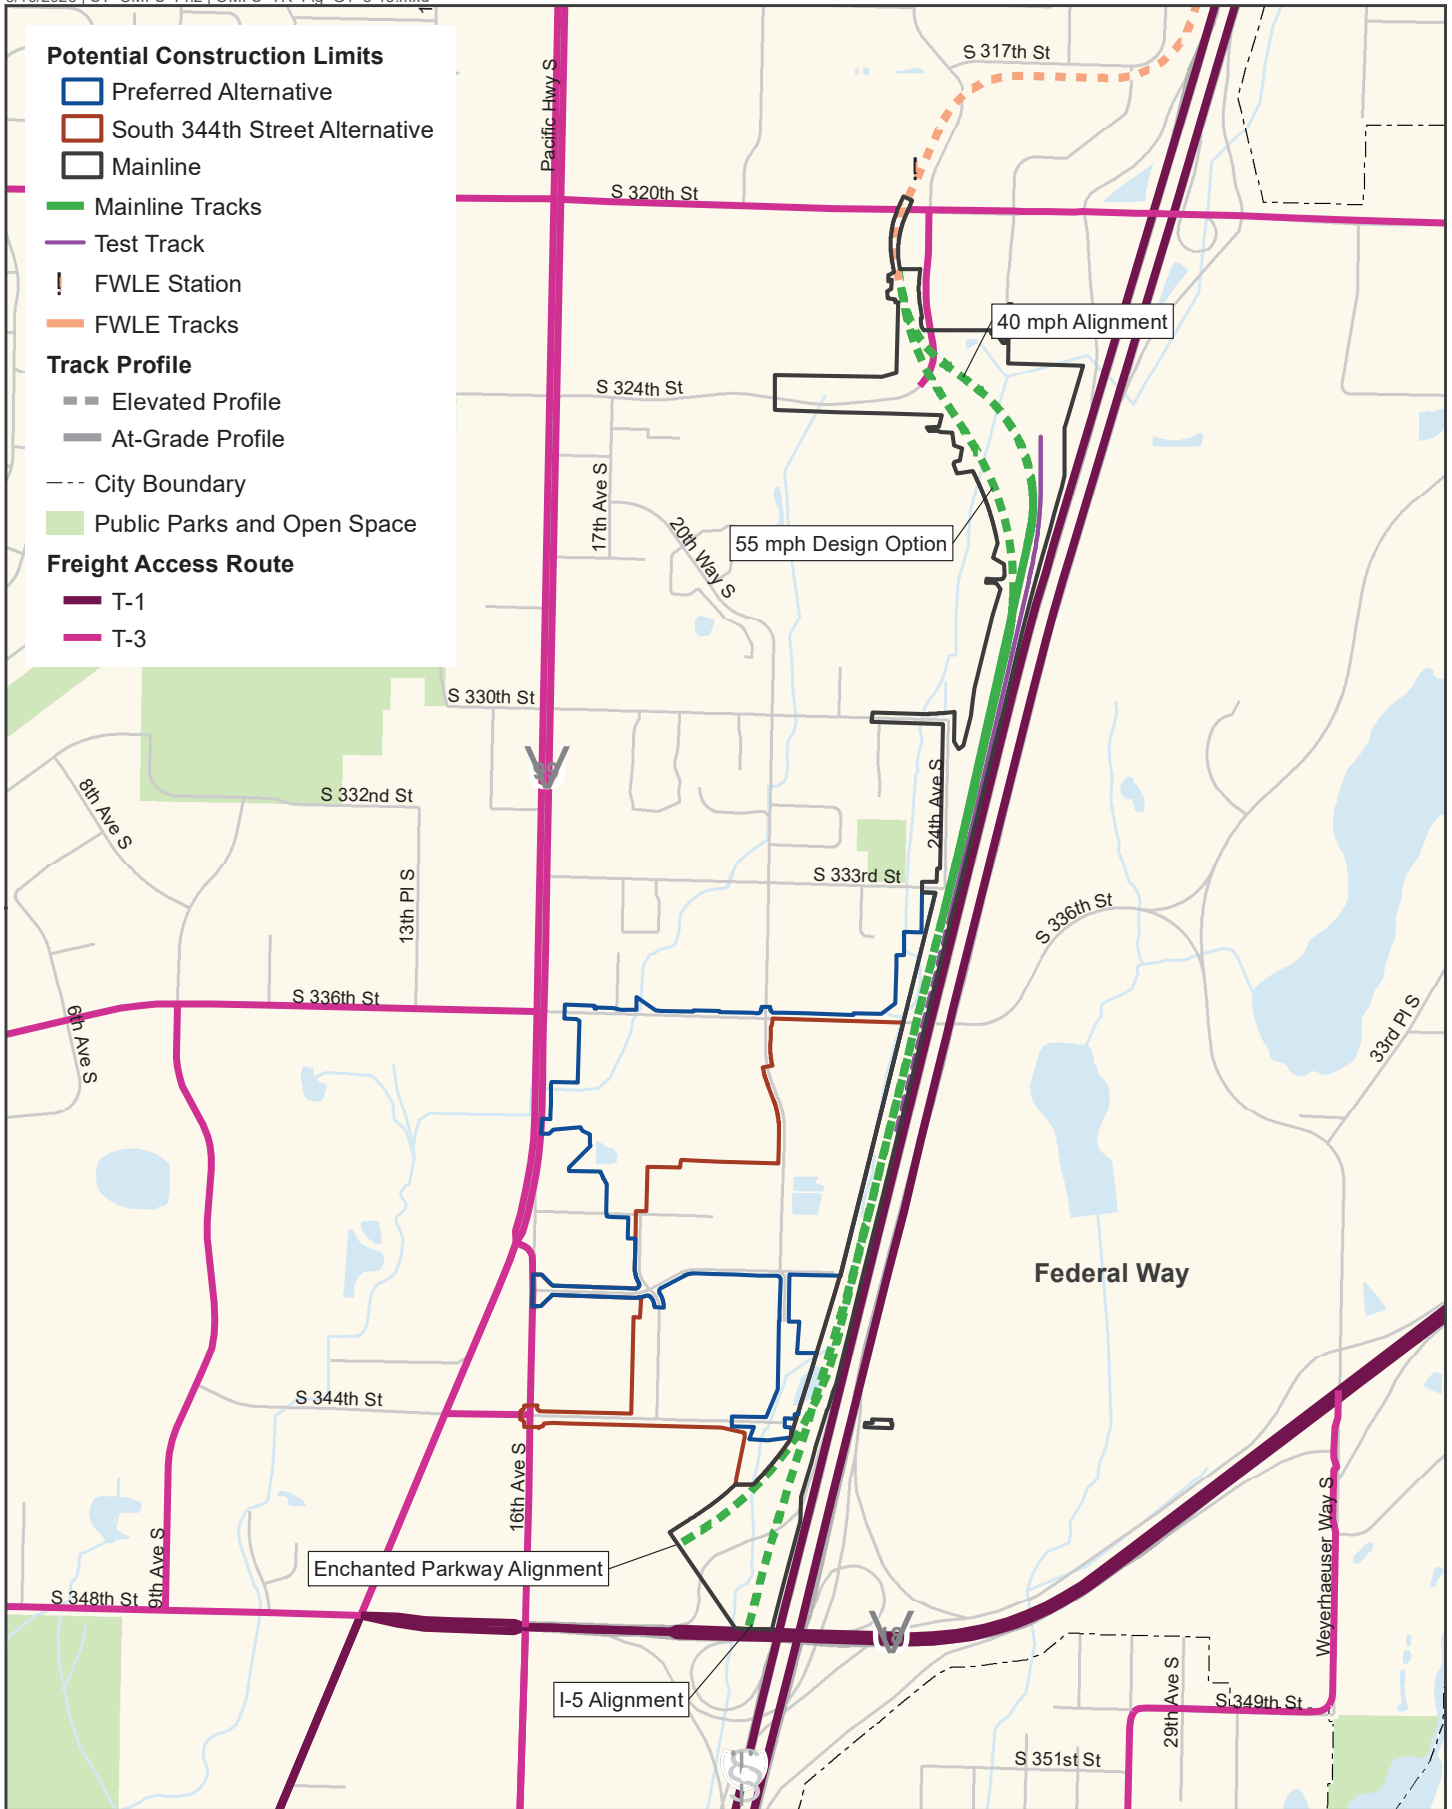 Potential Construction Limits
Preferred Alternative
South 344th Street Alternative
Mainline
Mainline Tracks
Test Track
! FWLE Station
FWLE Tracks
Track Profile
Elevated Profile
At-Grade Profile
City Boundary
Public Parks and Open Space
Freight Access Route
T-1
T-3
Pacific Hwy S
S 317th St
!
S 320th St
40 mph Alignment
S 324th St
17th Ave S
20th Way S
55 mph Design Option
S 330th St
99
8th Ave S
S 332nd St
24th Ave S
13th Pl S
S 333rd St
S 336th St
S 336th St
6th Ave S
33rd Pl S
Federal Way
S 344th St
16th Ave S
9th Ave S
Enchanted Parkway Alignment
Weyerhaeuser Way S
S 348th St
18
I-5 Alignment
29th Ave S
S 349th St
S 351st St